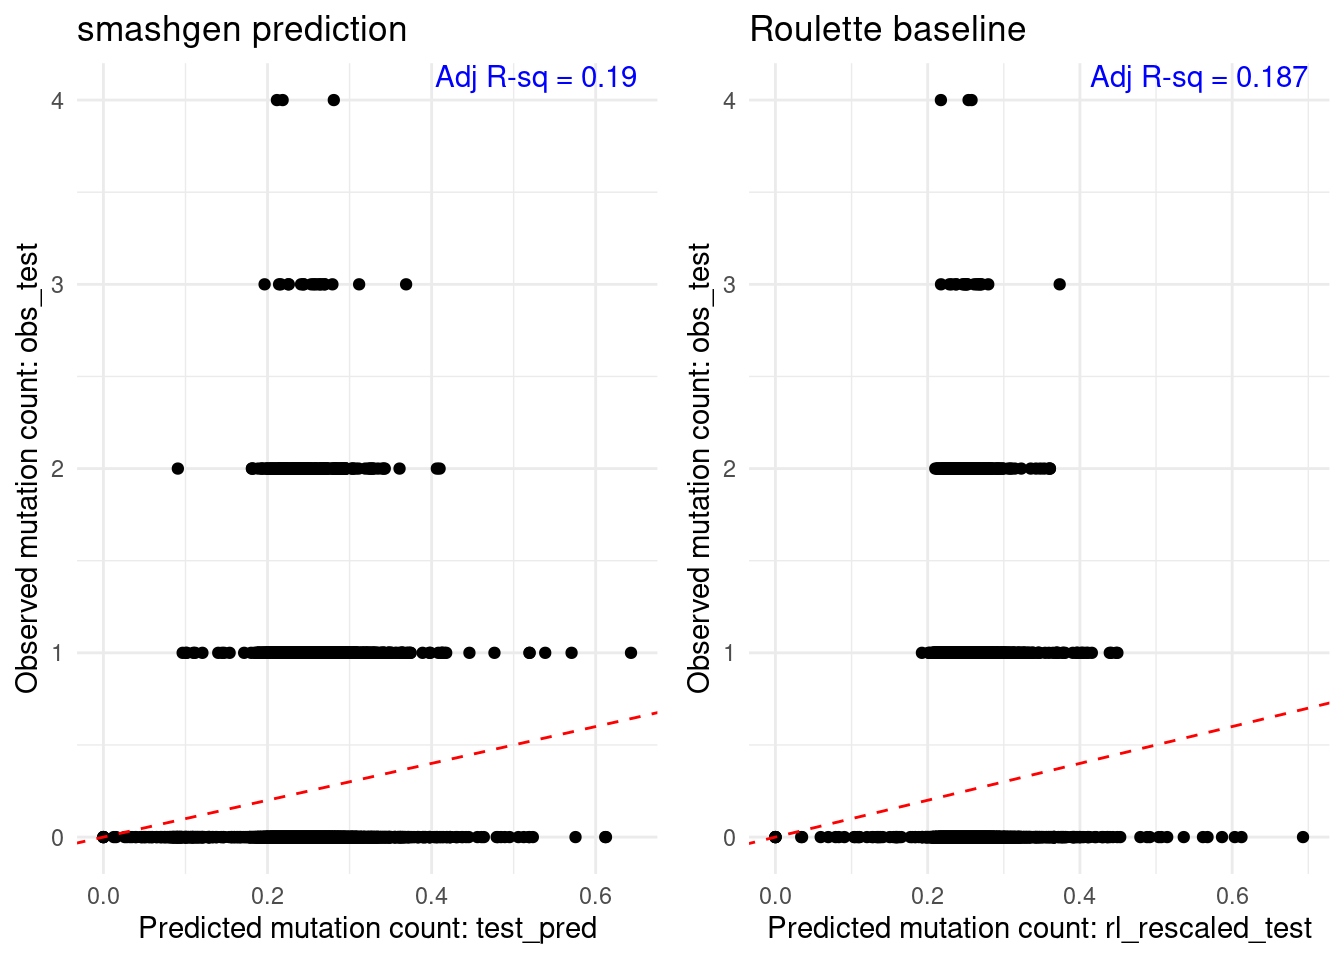 smashgen prediction
Adj R-sq = 0.19
Observed mutation count: obs_test
4
3
2
1
0
0.0 0.2 0.4 0.6
Predicted mutation count: test_pred
Roulette baseline
Adj R-sq = 0.187
Observed mutation count: obs_test
4
3
2
1
0
0.0 0.2 0.4 0.6
Predicted mutation count: rl_rescaled_test